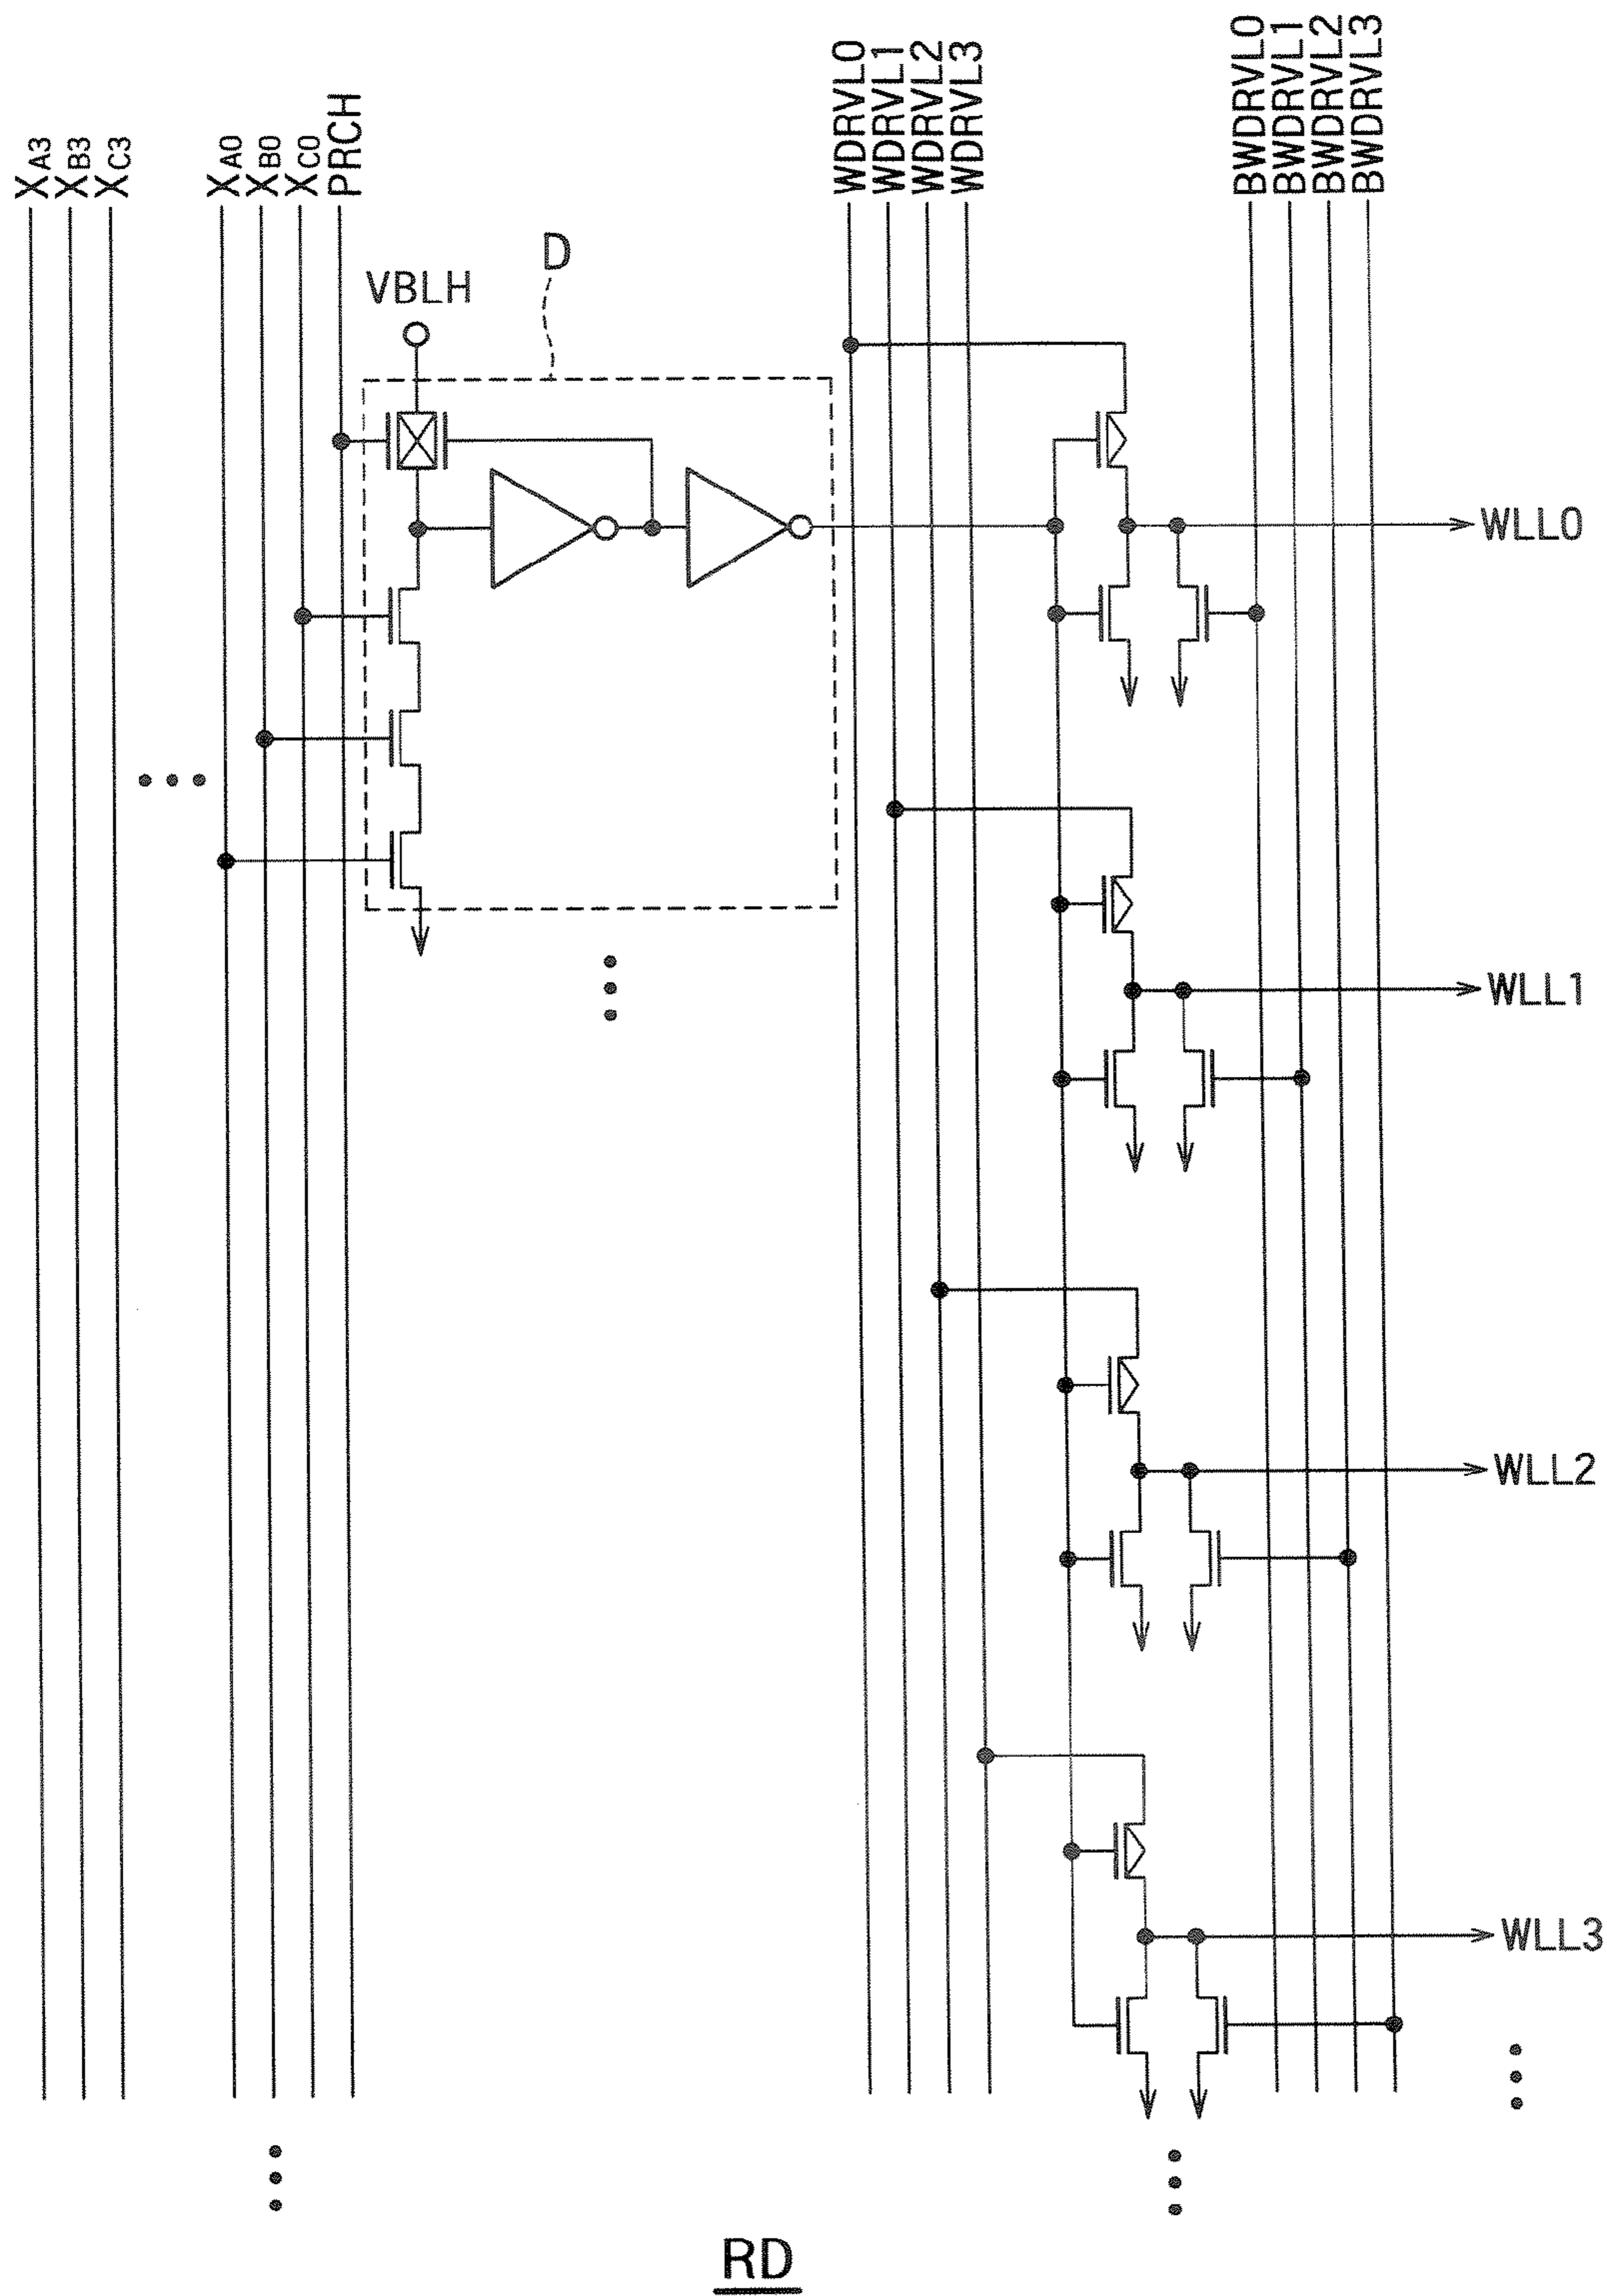 XA3
XB3
XC3
XA0
XB0
XC0
PRCH
WDRVL0
WDRVL1
WDRVL2
WDRVL3
BWDRVL0
BWDRVL1
BWDRVL2
BWDRVL3
D
VBLH
WLL0
WLL1
WLL2
WLL3
RD